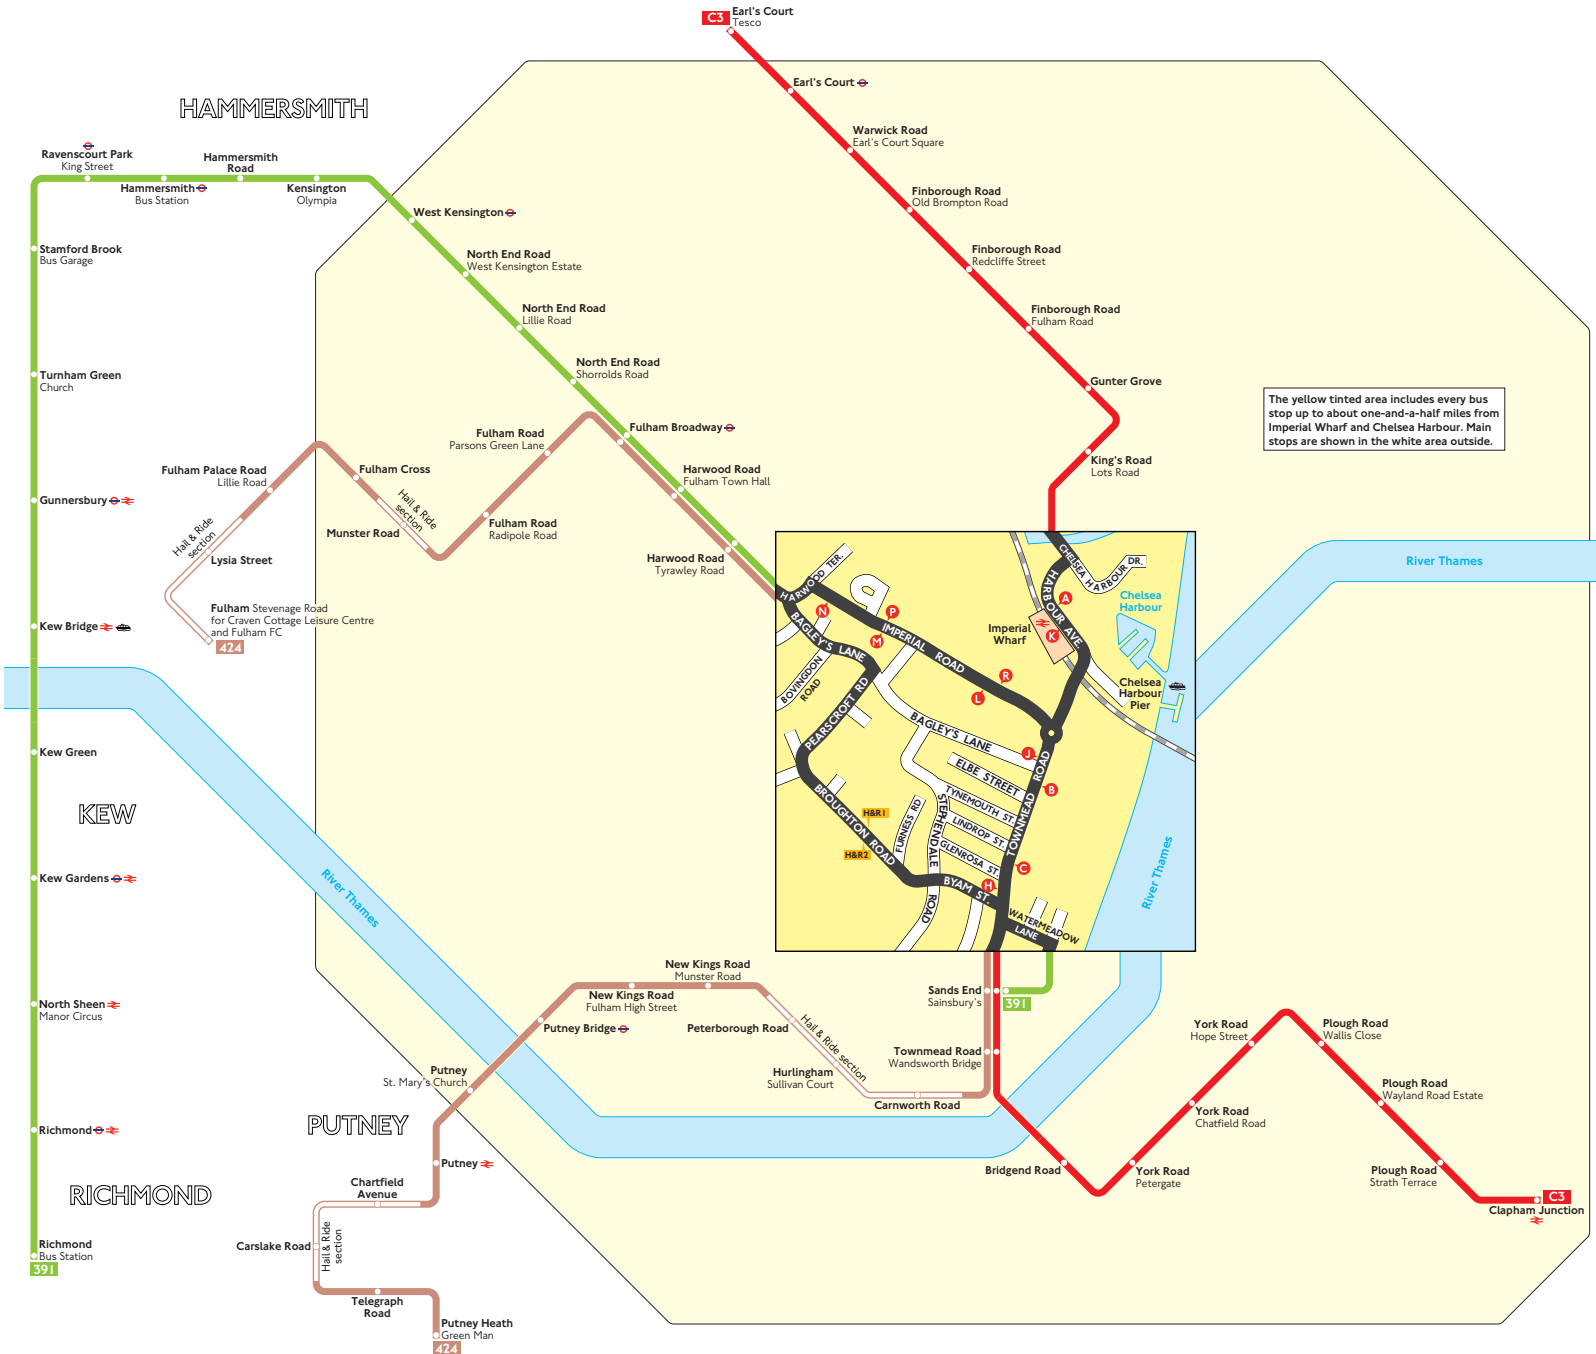 C3
Earl's Court
Tesco
Earl's Court
Warwick Road
Earl's Court Square
Finborough Road
Old Brompton Road
Finborough Road
Redcliffe Street
Finborough Road
Fulham Road
Gunter Grove
King's Road
Lots Road
HAMMERSMITH
Ravenscourt Park
King Street
Hammersmith
Bus Station
Hammersmith
Road
Kensington
Olympia
West Kensington
North End Road
West Kensington Estate
North End Road
Lillie Road
North End Road
Shorrolds Road
Fulham Broadway
Harwood Road
Fulham Town Hall
Harwood Road
Tyrawley Road
Stamford Brook
Bus Garage
Turnham Green
Church
Gunnersbury
Kew Bridge
Kew Green
KEW
Kew Gardens
North Sheen
Manor Circus
Richmond
RICHMOND
Richmond
Bus Station
391
Fulham Palace Road
Lillie Road
Fulham Cross
Hail & Ride
section
Munster Road
Fulham Road
Parsons Green Lane
Fulham Road
Radipole Road
Hail & Ride
section
Lysia Street
Fulham Stevenage Road
for Craven Cottage Leisure Centre
and Fulham FC
424
The yellow tinted area includes every bus
stop up to about one-and-a-half miles from
Imperial Wharf and Chelsea Harbour. Main
stops are shown in the white area outside.
River Thames
River Thames
River Thames
HARWOOD TER.
BAGLEY'S LANE
IMPERIAL ROAD
BOVINGDON
ROAD
PEARSCROFT RD
BAGLEY'S LANE
ELBE STREET
TYNEMOUTH ST.
LINDROP ST.
GLENROSA ST.
STEPHENDALE ROAD
FURNESS RD
BROUGHTON ROAD
BYAM ST.
TOWNMEAD ROAD
WATERMEADOW
LANE
CHELSEA HARBOUR DR.
HARBOUR AVE.
Imperial
Wharf
Chelsea
Harbour
Chelsea
Harbour
Pier
N
P
M
R
L
A
K
J
B
C
H
H&R1
H&R2
Sands End
Sainsbury's
391
Townmead Road
Wandsworth Bridge
Carnworth Road
Hurlingham
Sullivan Court
Hail & Ride section
Peterborough Road
New Kings Road
Munster Road
New Kings Road
Fulham High Street
Putney Bridge
Putney
St. Mary's Church
PUTNEY
Putney
Chartfield
Avenue
Carslake Road
Hail & Ride
section
Telegraph
Road
Putney Heath
Green Man
424
Bridgend Road
York Road
Petergate
York Road
Chatfield Road
York Road
Hope Street
Plough Road
Wallis Close
Plough Road
Wayland Road Estate
Plough Road
Strath Terrace
C3
Clapham Junction